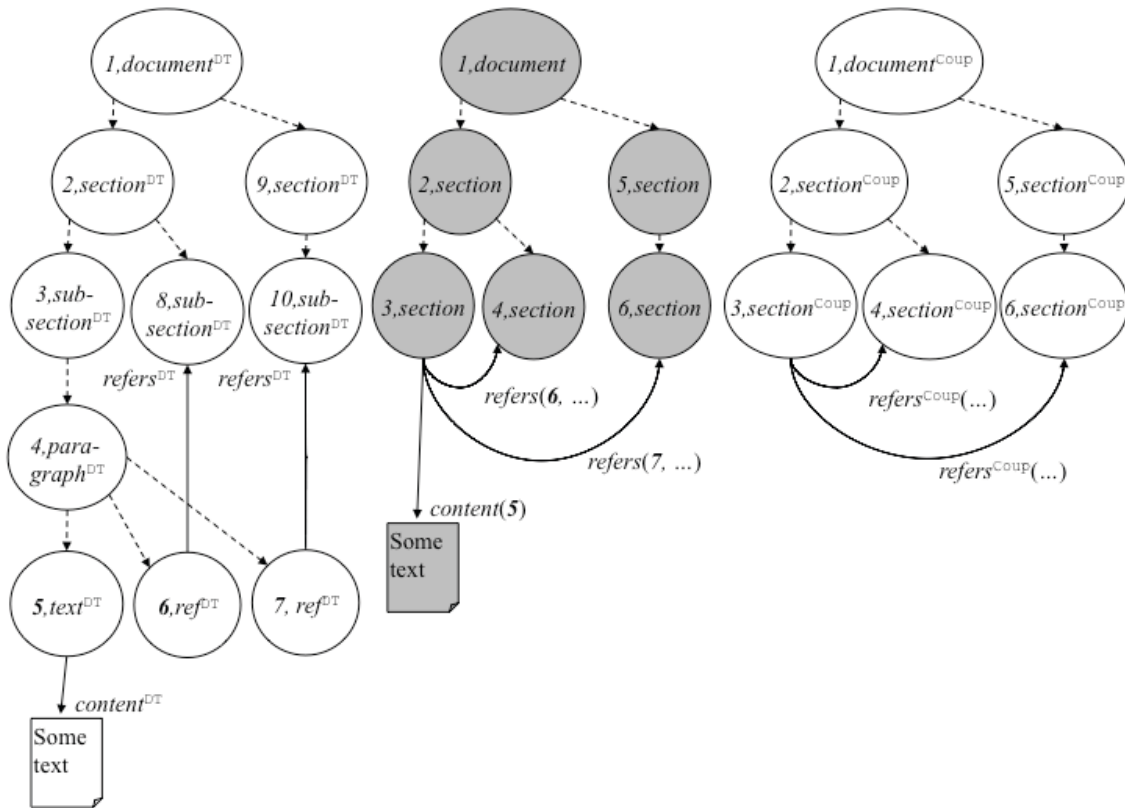 1,document^DT
2,section^DT
9,section^DT
3,sub-
section^DT
8,sub-
section^DT
10,sub-
section^DT
refers^DT
refers^DT
4,para-
graph^DT
5,text^DT
6,ref^DT
7, ref^DT
content^DT
Some
text
1,document
2,section
5,section
3,section
4,section
6,section
refers(6, ...)
refers(7, ...)
content(5)
Some
text
1,document^Coup
2,section^Coup
5,section^Coup
3,section^Coup
4,section^Coup
6,section^Coup
refers^Coup(...)
refers^Coup(...)